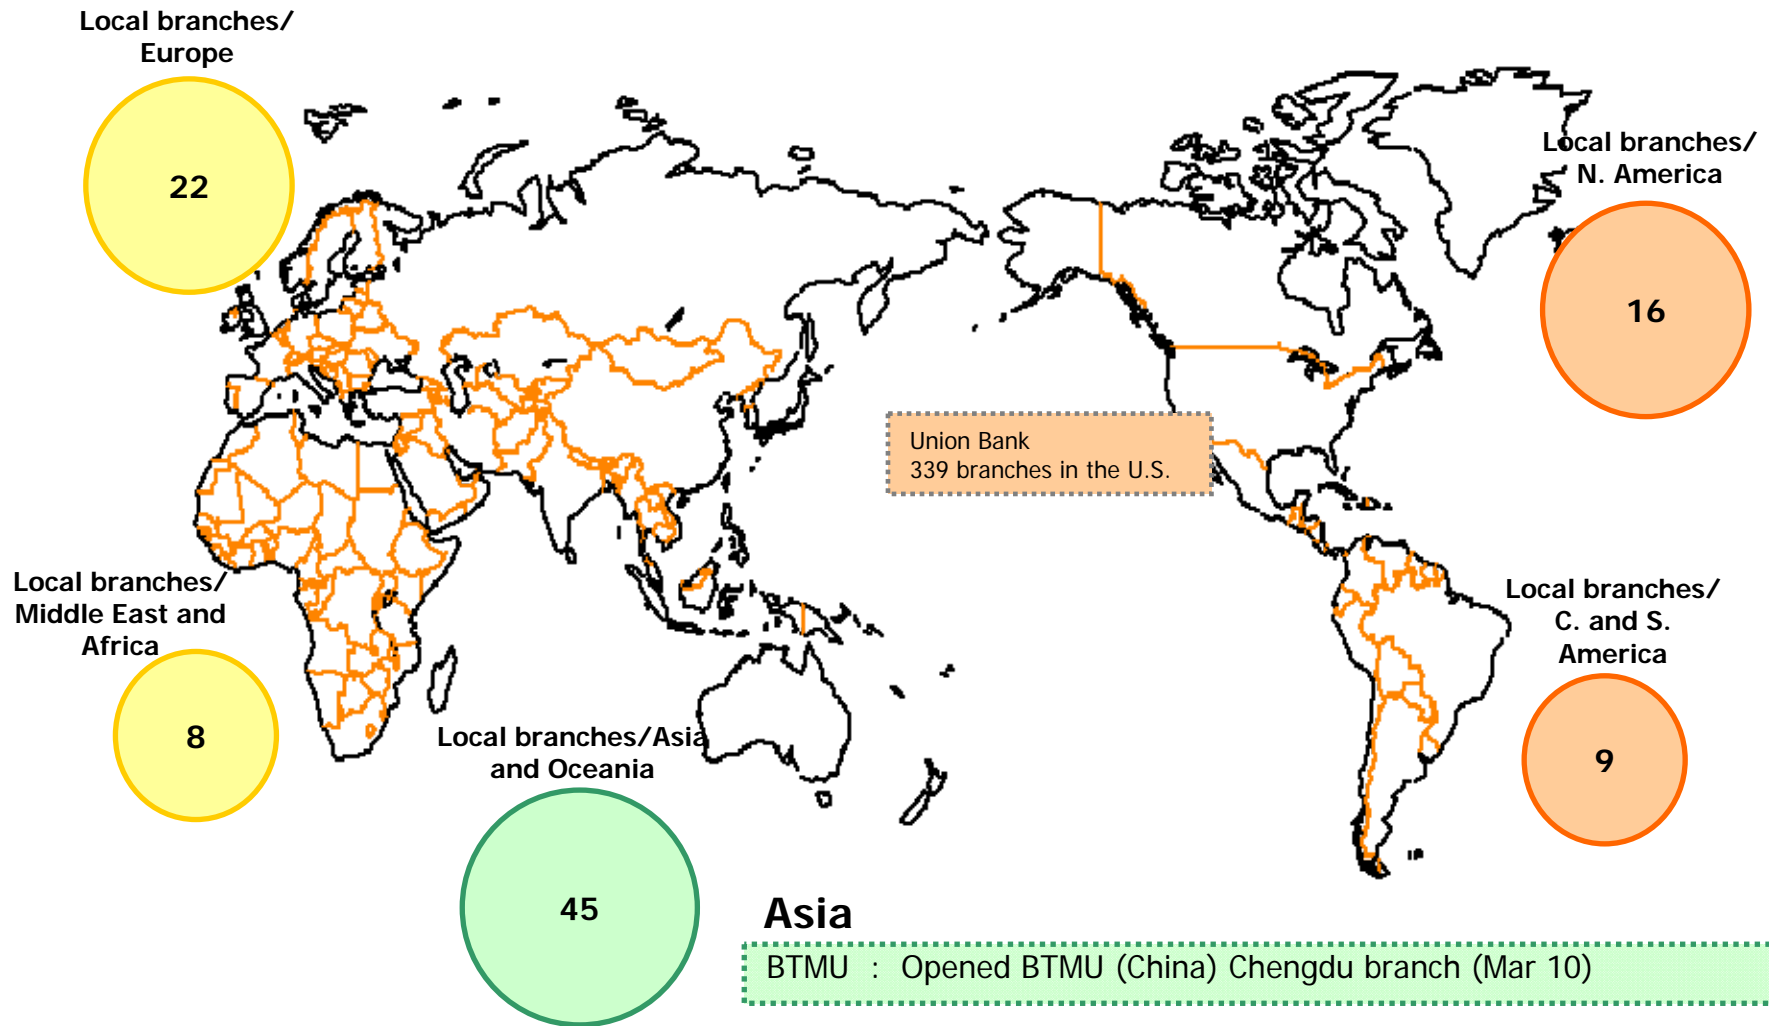 Local branches/
Europe
22
Local branches/
N. America
16
Union Bank
339 branches in the U.S.
Local branches/
Middle East and
Africa
8
Local branches/
C. and S.
America
9
Local branches/Asia
and Oceania
45
Asia
BTMU : Opened BTMU (China) Chengdu branch (Mar 10)